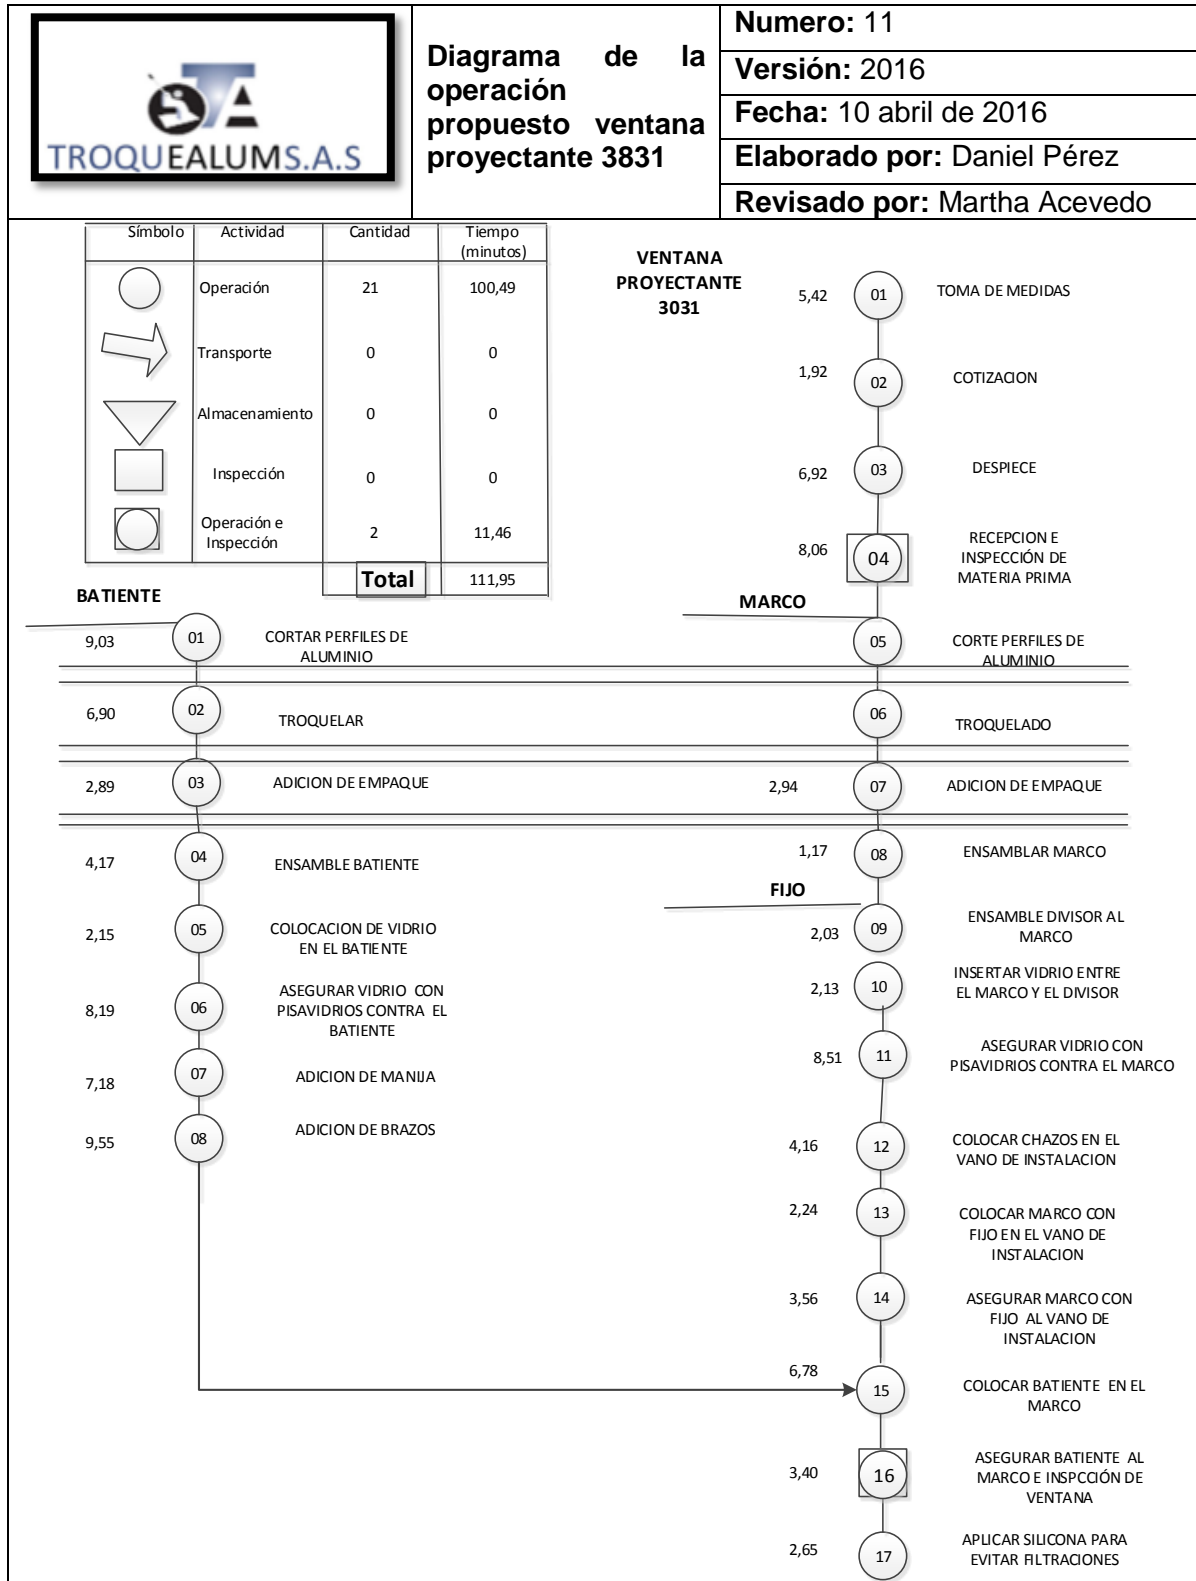 TROQUEALUM S.A.S
Diagrama de la
operación
propuesto ventana
proyectante 3831
Numero: 11
Versión: 2016
Fecha: 10 abril de 2016
Elaborado por: Daniel Pérez
Revisado por: Martha Acevedo
Símbolo Actividad Cantidad Tiempo
(minutos)
Operación 21 100,49
Transporte 0 0
Almacenamiento 0 0
Inspección 0 0
Operación e
Inspección 2 11,46
Total 111,95
VENTANA
PROYECTANTE
3031
5,42 01 TOMA DE MEDIDAS
1,92 02 COTIZACION
6,92 03 DESPIECE
8,06 04 RECEPCION E
INSPECCIÓN DE
MATERIA PRIMA
BATIENTE
9,03 01 CORTAR PERFILES DE
ALUMINIO
6,90 02 TROQUELAR
2,89 03 ADICION DE EMPAQUE
4,17 04 ENSAMBLE BATIENTE
2,15 05 COLOCACION DE VIDRIO
EN EL BATIENTE
8,19 06 ASEGURAR VIDRIO CON
PISAVIDRIOS CONTRA EL
BATIENTE
7,18 07 ADICION DE MANIJA
9,55 08 ADICION DE BRAZOS
MARCO
05 CORTE PERFILES DE
ALUMINIO
06 TROQUELADO
2,94 07 ADICION DE EMPAQUE
1,17 08 ENSAMBLAR MARCO
FIJO
2,03 09 ENSAMBLE DIVISOR AL
MARCO
2,13 10 INSERTAR VIDRIO ENTRE
EL MARCO Y EL DIVISOR
8,51 11 ASEGURAR VIDRIO CON
PISAVIDRIOS CONTRA EL MARCO
4,16 12 COLOCAR CHAZOS EN EL
VANO DE INSTALACION
2,24 13 COLOCAR MARCO CON
FIJO EN EL VANO DE
INSTALACION
3,56 14 ASEGURAR MARCO CON
FIJO AL VANO DE
INSTALACION
6,78 15 COLOCAR BATIENTE EN EL
MARCO
3,40 16 ASEGURAR BATIENTE AL
MARCO E INSPCCIÓN DE
VENTANA
2,65 17 APLICAR SILICONA PARA
EVITAR FILTRACIONES